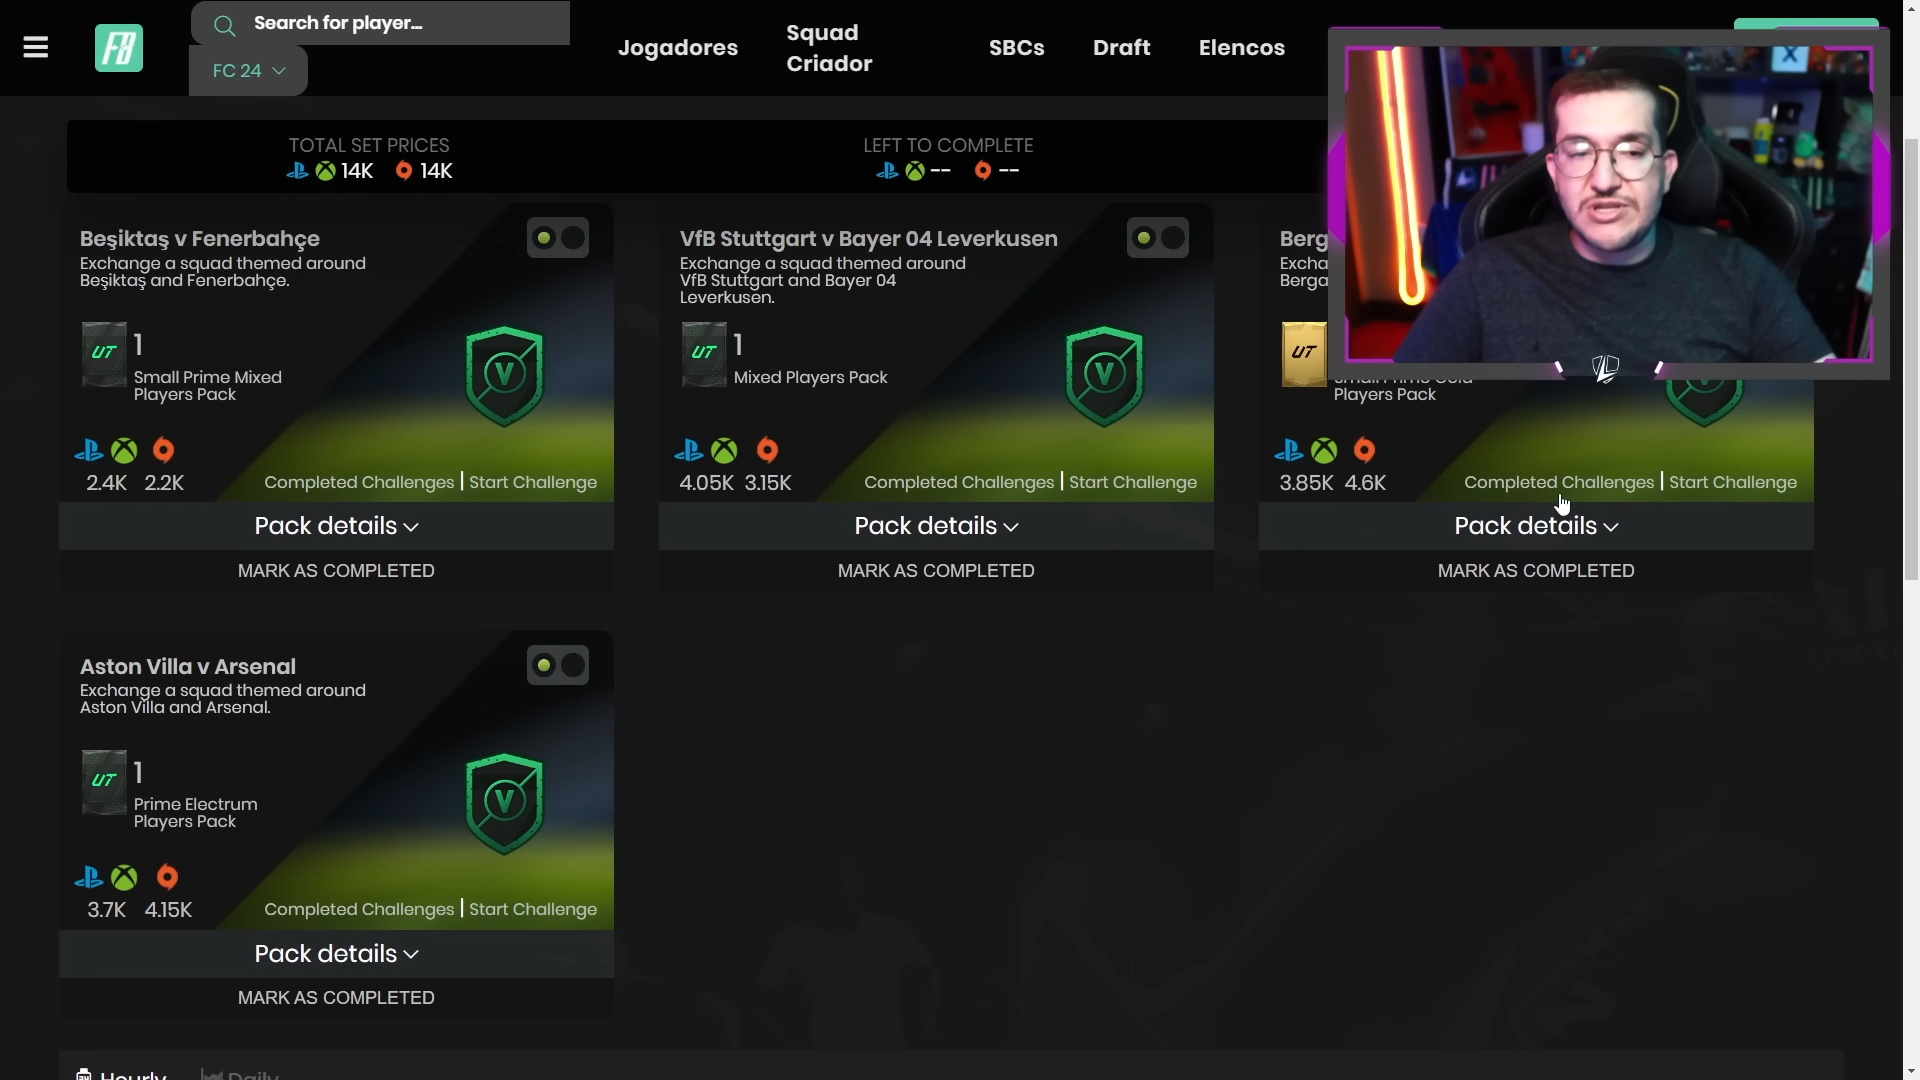 Search for player...
FC 24
Jogadores
Squad
Criador
SBCs
Draft
Elencos
TOTAL SET PRICES
14K 14K
LEFT TO COMPLETE
-- --
Beşiktaş v Fenerbahçe
Exchange a squad themed around
Beşiktaş and Fenerbahçe.
UT
1
Small Prime Mixed
Players Pack
2.4K 2.2K
Completed Challenges | Start Challenge
Pack details
MARK AS COMPLETED
VfB Stuttgart v Bayer 04 Leverkusen
Exchange a squad themed around
VfB Stuttgart and Bayer 04
Leverkusen.
UT
1
Mixed Players Pack
4.05K 3.15K
Completed Challenges | Start Challenge
Pack details
MARK AS COMPLETED
Berg
Excha
Berga
UT
Players Pack
3.85K 4.6K
Completed Challenges | Start Challenge
Pack details
MARK AS COMPLETED
Aston Villa v Arsenal
Exchange a squad themed around
Aston Villa and Arsenal.
UT
1
Prime Electrum
Players Pack
3.7K 4.15K
Completed Challenges | Start Challenge
Pack details
MARK AS COMPLETED
Hourly Daily